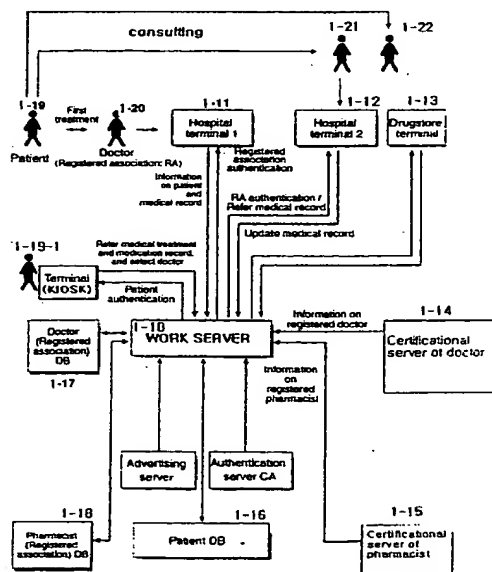 1-21
1-22
consulting
1-19
First
treatment
1-20
1-11
1-12
1-13
Hospital
terminal 1
Hospital
terminal 2
Drugstore
terminal
Patient
Doctor
(Registered association: RA)
Registered
association
authentication
Information
on patient
and
medical record
RA authentication /
Refer medical record
Update medical record
1-19-1
Refer medical treatment
and medication record,
and select doctor
Terminal
(KIOSK)
Patient
authentication
1-10
WORK SERVER
Doctor
(Registered
association)
DB
1-17
Information on
registered doctor
1-14
Certificational
server of doctor
Information
on
registered
pharmacist
Advertising
server
Authentication
server CA
1-18
Pharmacist
(Registered
association) DB
1-16
Patient DB
1-15
Certificational
server of
pharmacist